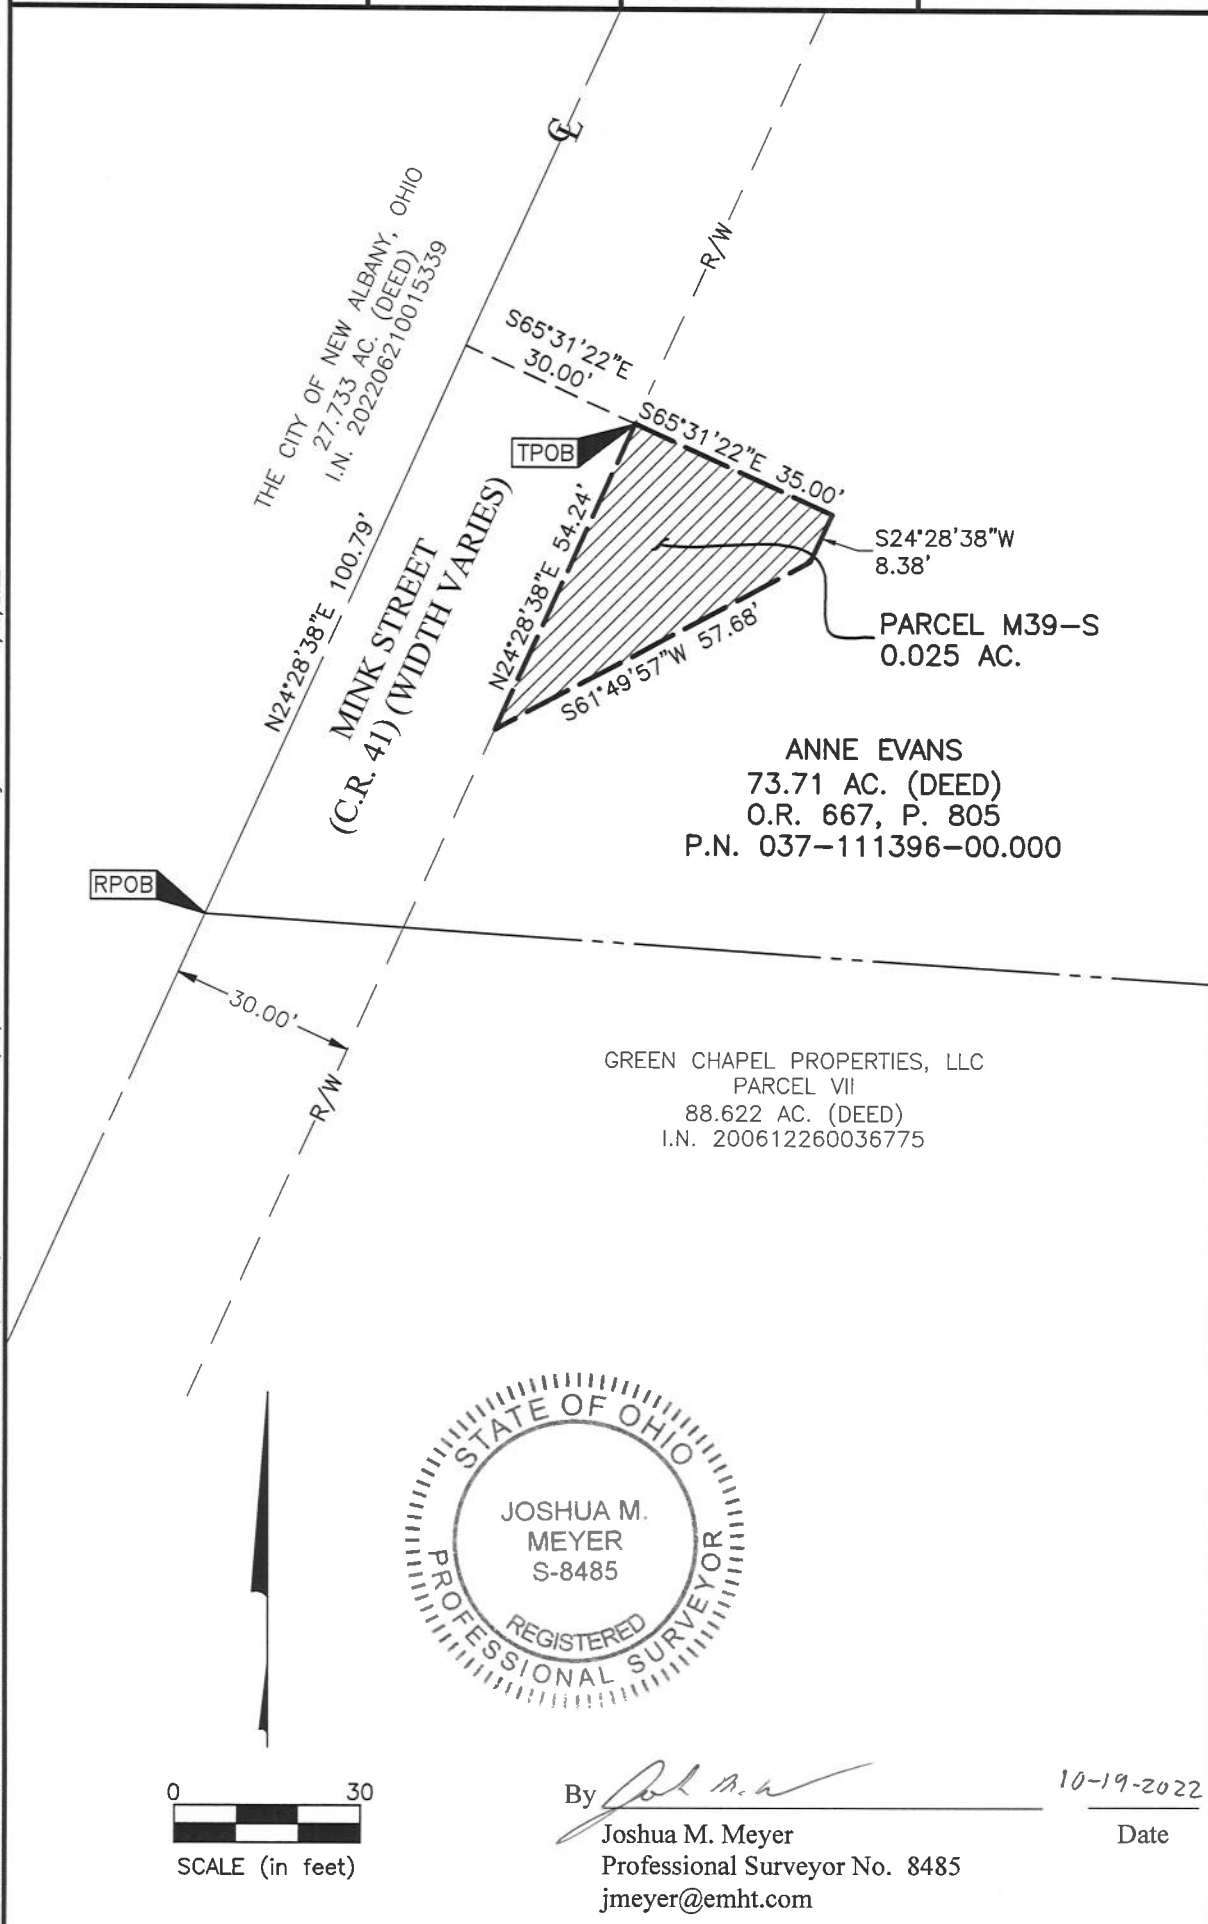 ℄
THE CITY OF NEW ALBANY, OHIO
27.733 AC. (DEED)
I.N. 202206210015339
R/W
S65°31'22"E
30.00'
TPOB
S65°31'22"E 35.00'
S24°28'38"W
8.38'
N24°28'38"E 54.24'
S61°49'57"W 57.68'
PARCEL M39-S
0.025 AC.
N24°28'38"E 100.79'
MINK STREET
(C.R. 41) (WIDTH VARIES)
ANNE EVANS
73.71 AC. (DEED)
O.R. 667, P. 805
P.N. 037-111396-00.000
RPOB
30.00'
R/W
GREEN CHAPEL PROPERTIES, LLC
PARCEL VII
88.622 AC. (DEED)
I.N. 200612260036775
STATE OF OHIO
JOSHUA M.
MEYER
S-8485
REGISTERED
PROFESSIONAL SURVEYOR
0 30
SCALE (in feet)
By
10-19-2022
Joshua M. Meyer
Date
Professional Surveyor No. 8485
jmeyer@emht.com